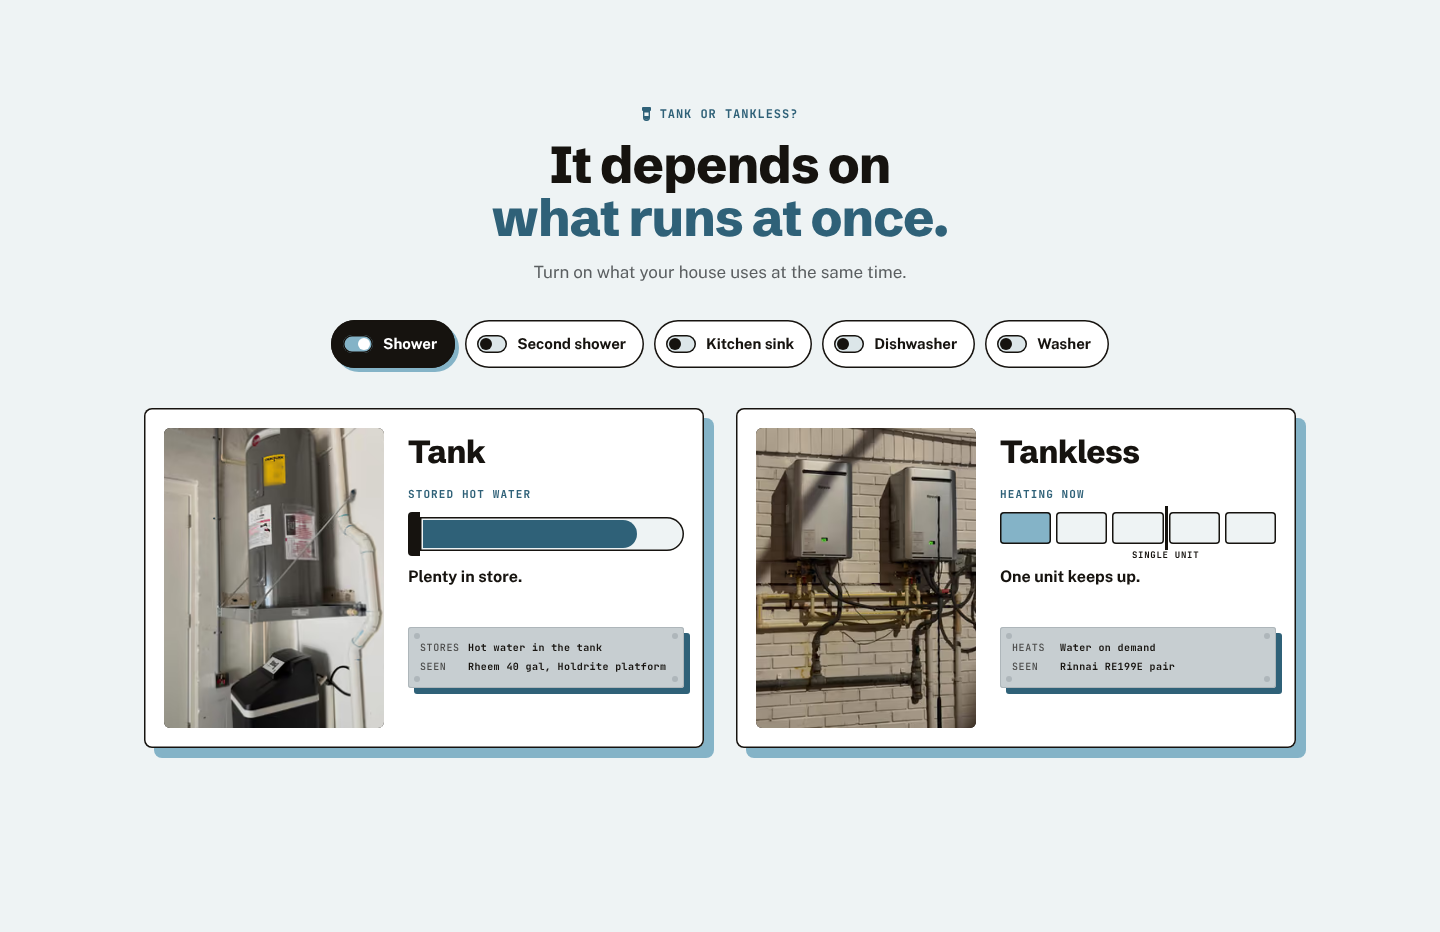 TANK OR TANKLESS?
It depends on
what runs at once.
Turn on what your house uses at the same time.
Shower
Second shower
Kitchen sink
Dishwasher
Washer
Tank
STORED HOT WATER
Plenty in store.
STORES Hot water in the tank
SEEN Rheem 40 gal, Holdrite platform
Tankless
HEATING NOW
SINGLE UNIT
One unit keeps up.
HEATS Water on demand
SEEN Rinnai RE199E pair